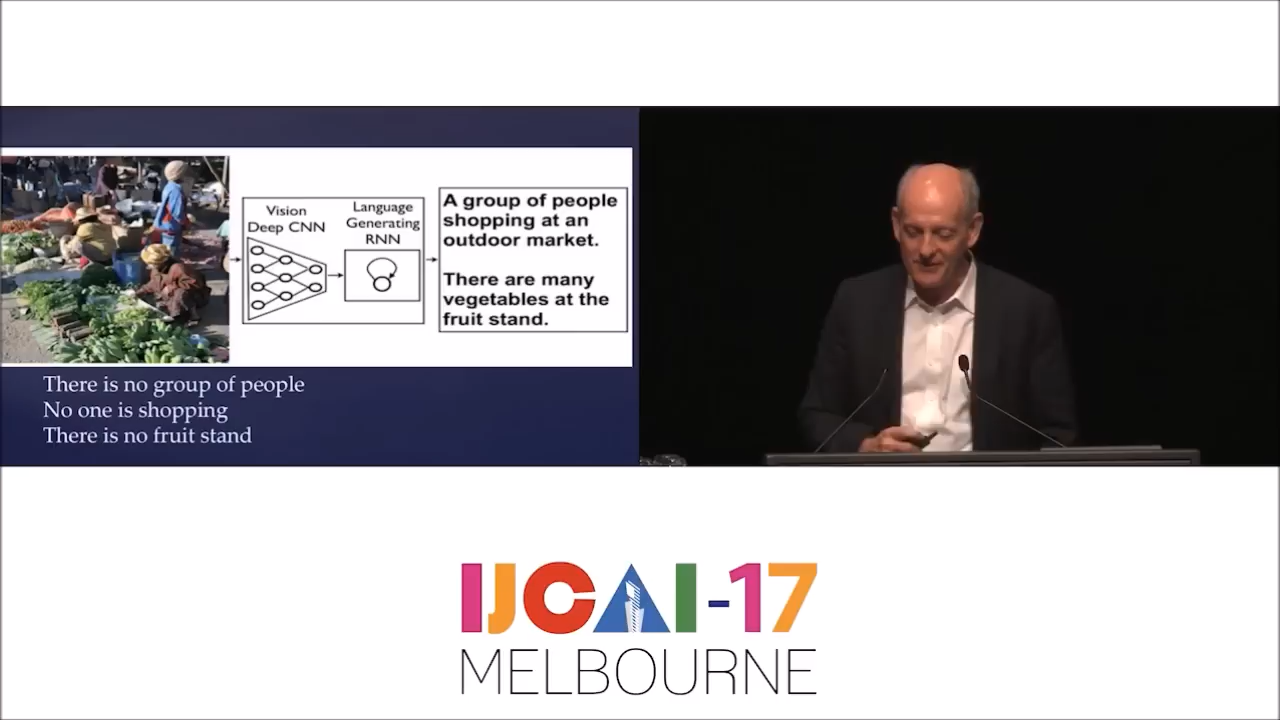 Vision
Deep CNN
Language
Generating
RNN
A group of people
shopping at an
outdoor market.
There are many
vegetables at the
fruit stand.
There is no group of people
No one is shopping
There is no fruit stand
IJCAI-17
MELBOURNE